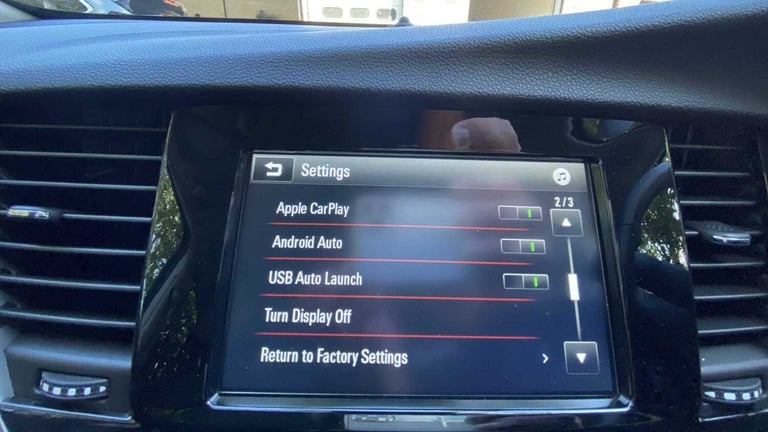 Settings
2/3
Apple CarPlay
Android Auto
USB Auto Launch
Turn Display Off
Return to Factory Settings